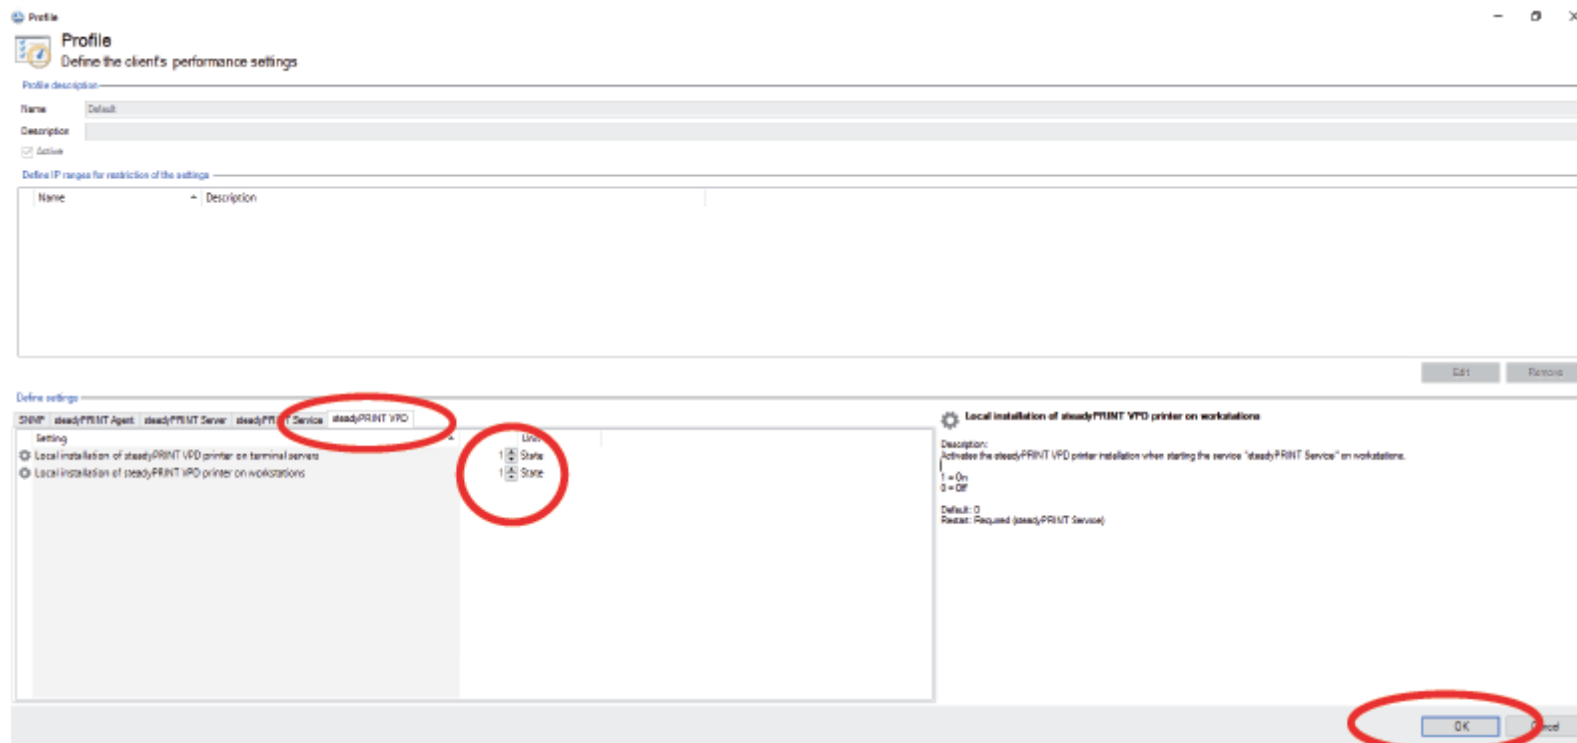 Profile
Profile
Define the client's performance settings
Profile description
Name Default
Description
Active
Define IP ranges for restriction of the settings
Name Description
Edit Remove
Define settings
SNMP steadyPRINT Agent steadyPRINT Server steadyPRINT Service steadyPRINT VPD
Setting Unit
Local installation of steadyPRINT VPD printer on terminal servers 1 State
Local installation of steadyPRINT VPD printer on workstations 1 State
Local installation of steadyPRINT VPD printer on workstations
Description:
Activates the steadyPRINT VPD printer installation when starting the service "steadyPRINT Service" on workstations.
1 = On
0 = Off
Default: 0
Restart: Required (steadyPRINT Service)
OK Cancel